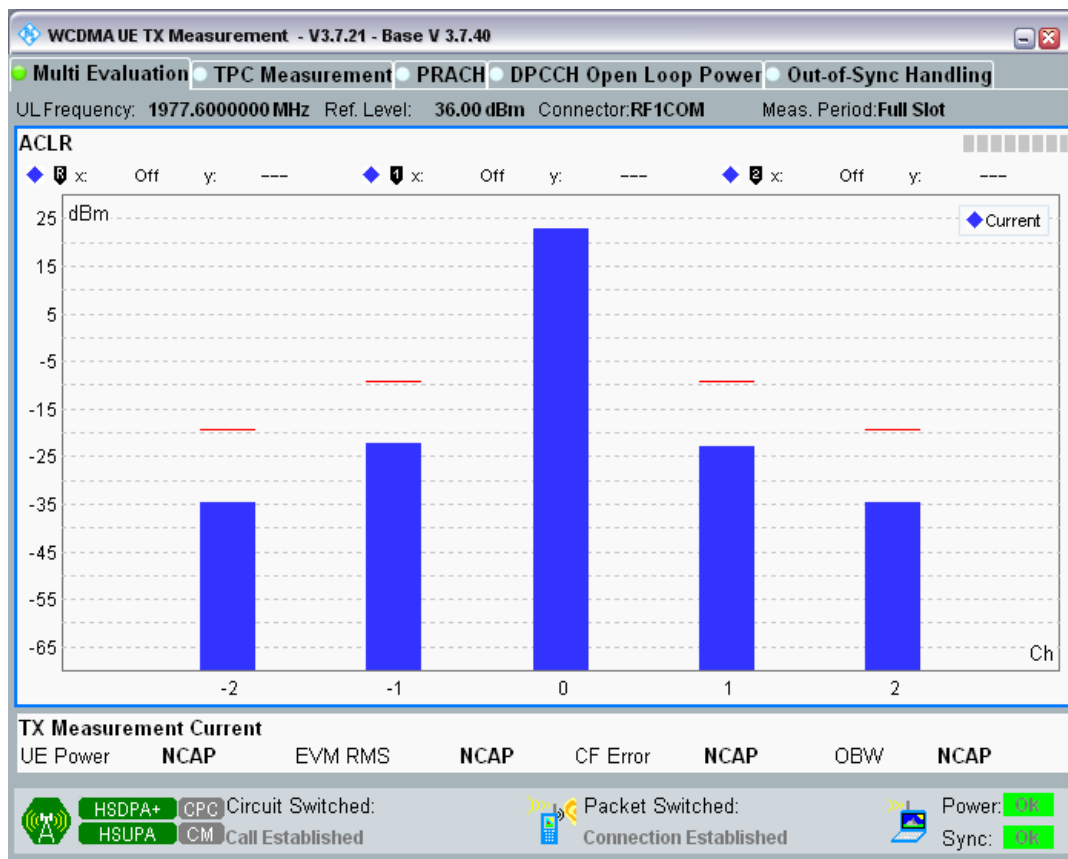 WCDMA UE TX Measurement - V3.7.21 - Base V 3.7.40
Multi Evaluation TPC Measurement PRACH DPCCH Open Loop Power Out-of-Sync Handling
UL Frequency: 1977.6000000 MHz Ref. Level: 36.00 dBm Connector:RF1COM Meas. Period:Full Slot
ACLR
R x: Off y: --- 1 x: Off y: --- 2 x: Off y: ---
dBm
Current
25
15
5
-5
-15
-25
-35
-45
-55
-65
Ch
-2 -1 0 1 2
TX Measurement Current
UE Power NCAP EVM RMS NCAP CF Error NCAP OBW NCAP
HSDPA+ CPC Circuit Switched: Packet Switched: Power: OK
HSUPA CM Call Established Connection Established Sync: OK